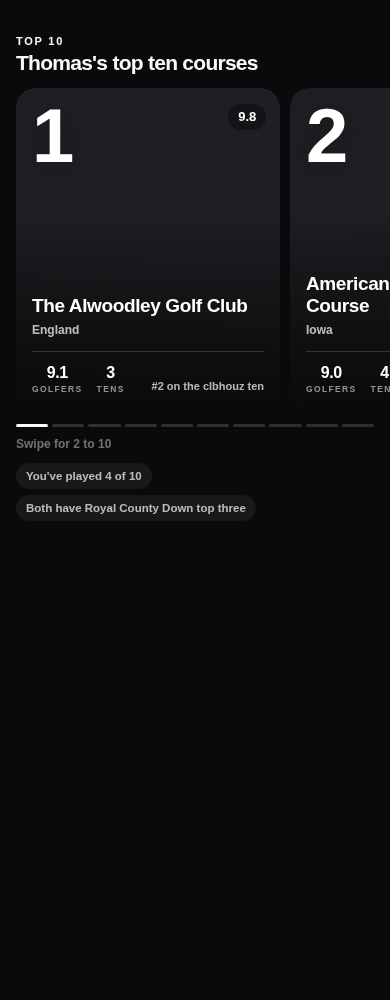 TOP 10
Thomas's top ten courses
1
9.8
The Alwoodley Golf Club
England
9.1 GOLFERS
3 TENS
#2 on the clbhouz ten
2
American
Course
Iowa
9.0 GOLFERS
4
Swipe for 2 to 10
You've played 4 of 10
Both have Royal County Down top three